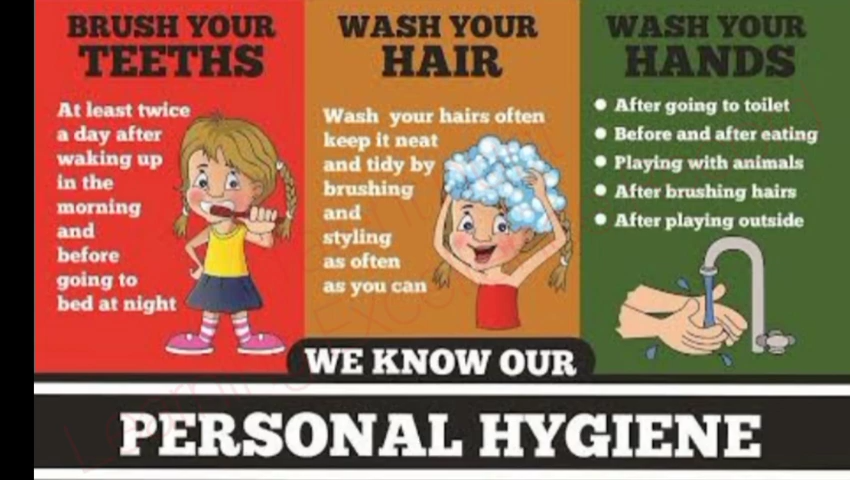 BRUSH YOUR
TEETHS
At least twice
a day after
waking up
in the
morning
and
before
going to
bed at night
WASH YOUR
HAIR
Wash your hairs often
keep it neat
and tidy by
brushing
and
styling
as often
as you can
WASH YOUR
HANDS
After going to toilet
Before and after eating
Playing with animals
After brushing hairs
After playing outside
WE KNOW OUR
PERSONAL HYGIENE